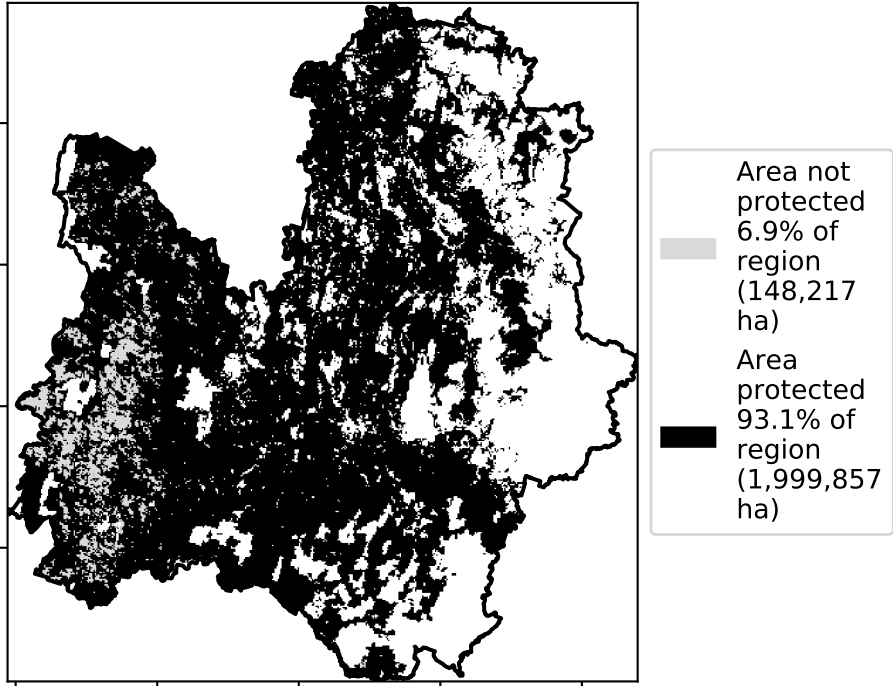 Area not
protected
6.9% of
region
(148,217
ha)
Area
protected
93.1% of
region
(1,999,857
ha)